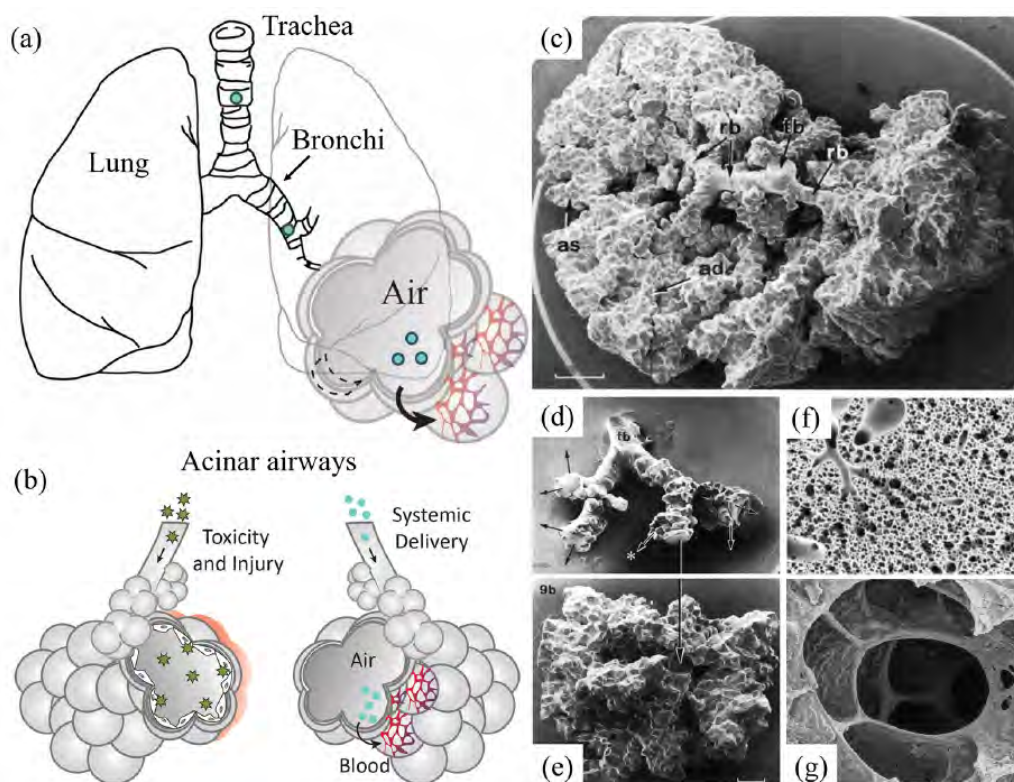 (a)
Trachea
Bronchi
Lung
Air
Acinar airways
(b)
Toxicity
and Injury
Systemic
Delivery
Air
Blood
(c)
rb
tb
rb
as
ad
(d)
tb
*
(f)
9b
(e)
(g)